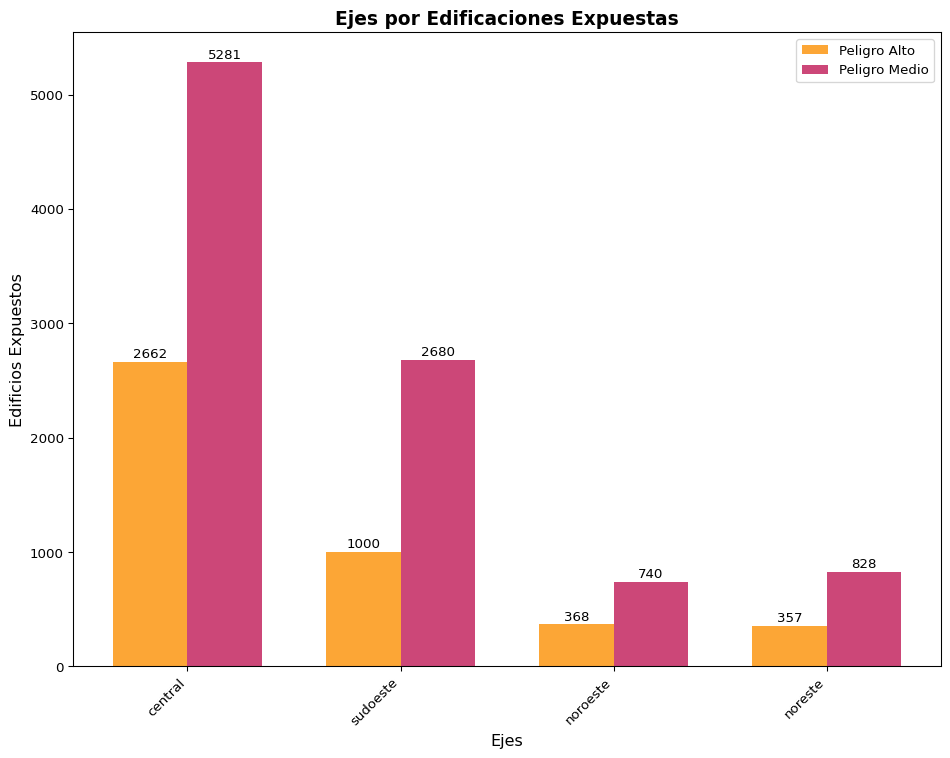 Ejes por Edificaciones Expuestas
Peligro Alto
Peligro Medio
Edificios Expuestos
5000
4000
3000
2000
1000
0
2662
5281
1000
2680
368
740
357
828
central
sudoeste
noroeste
noreste
Ejes